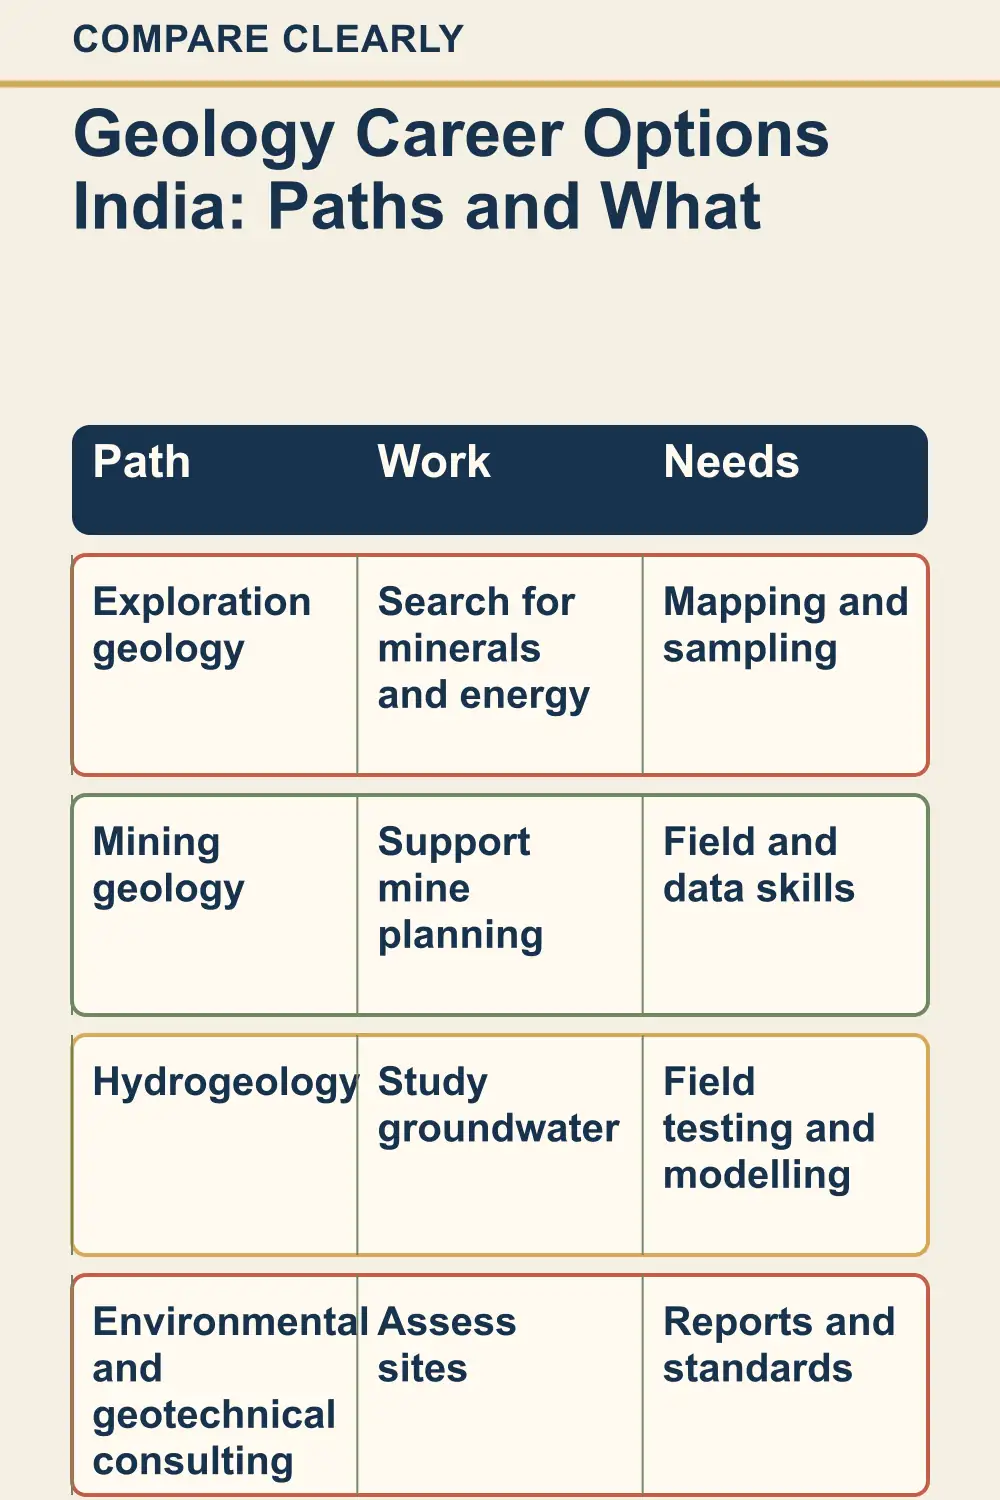 COMPARE CLEARLY
Geology Career Options
India: Paths and What
Path Work Needs
Exploration
geology
Search for
minerals
and energy
Mapping and
sampling
Mining
geology
Support
mine
planning
Field and
data skills
Hydrogeology
Study
groundwater
Field
testing and
modelling
Environmental
and
geotechnical
consulting
Assess
sites
Reports and
standards